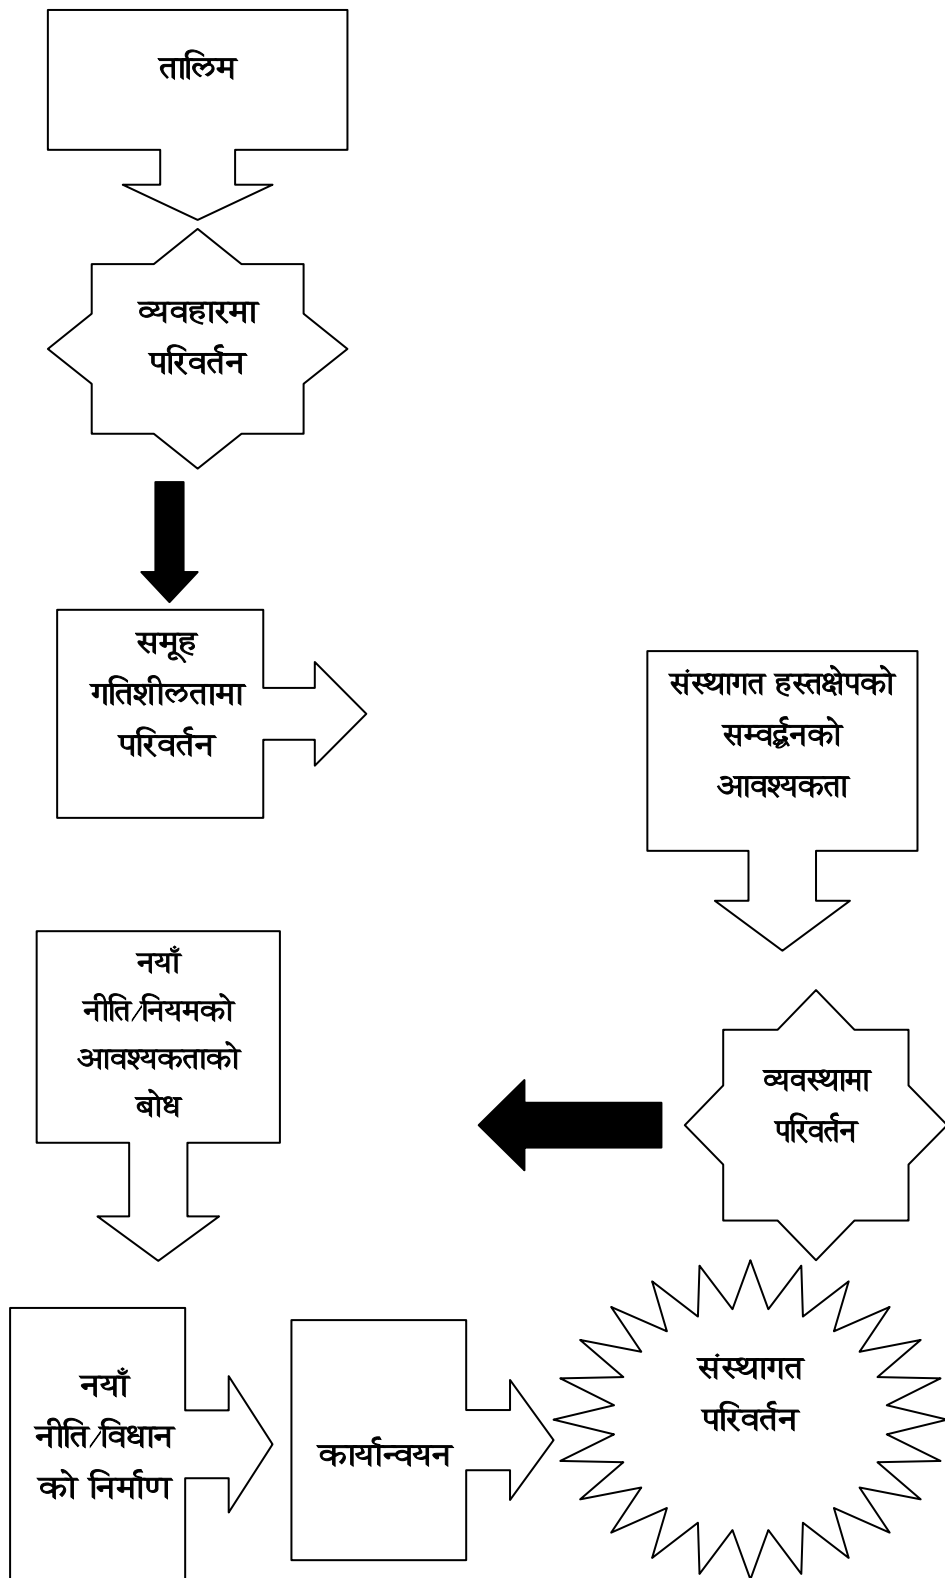 तालिम
व्यवहारमा
परिवर्तन
समूह
गतिशीलतामा
परिवर्तन
संस्थागत हस्तक्षेपको
सम्वर्द्धनको
आवश्यकता
व्यवस्थामा
परिवर्तन
नयाँ
नीति/नियमको
आवश्यकताको
बोध
नयाँ
नीति/विधान
को निर्माण
कार्यान्वयन
संस्थागत
परिवर्तन